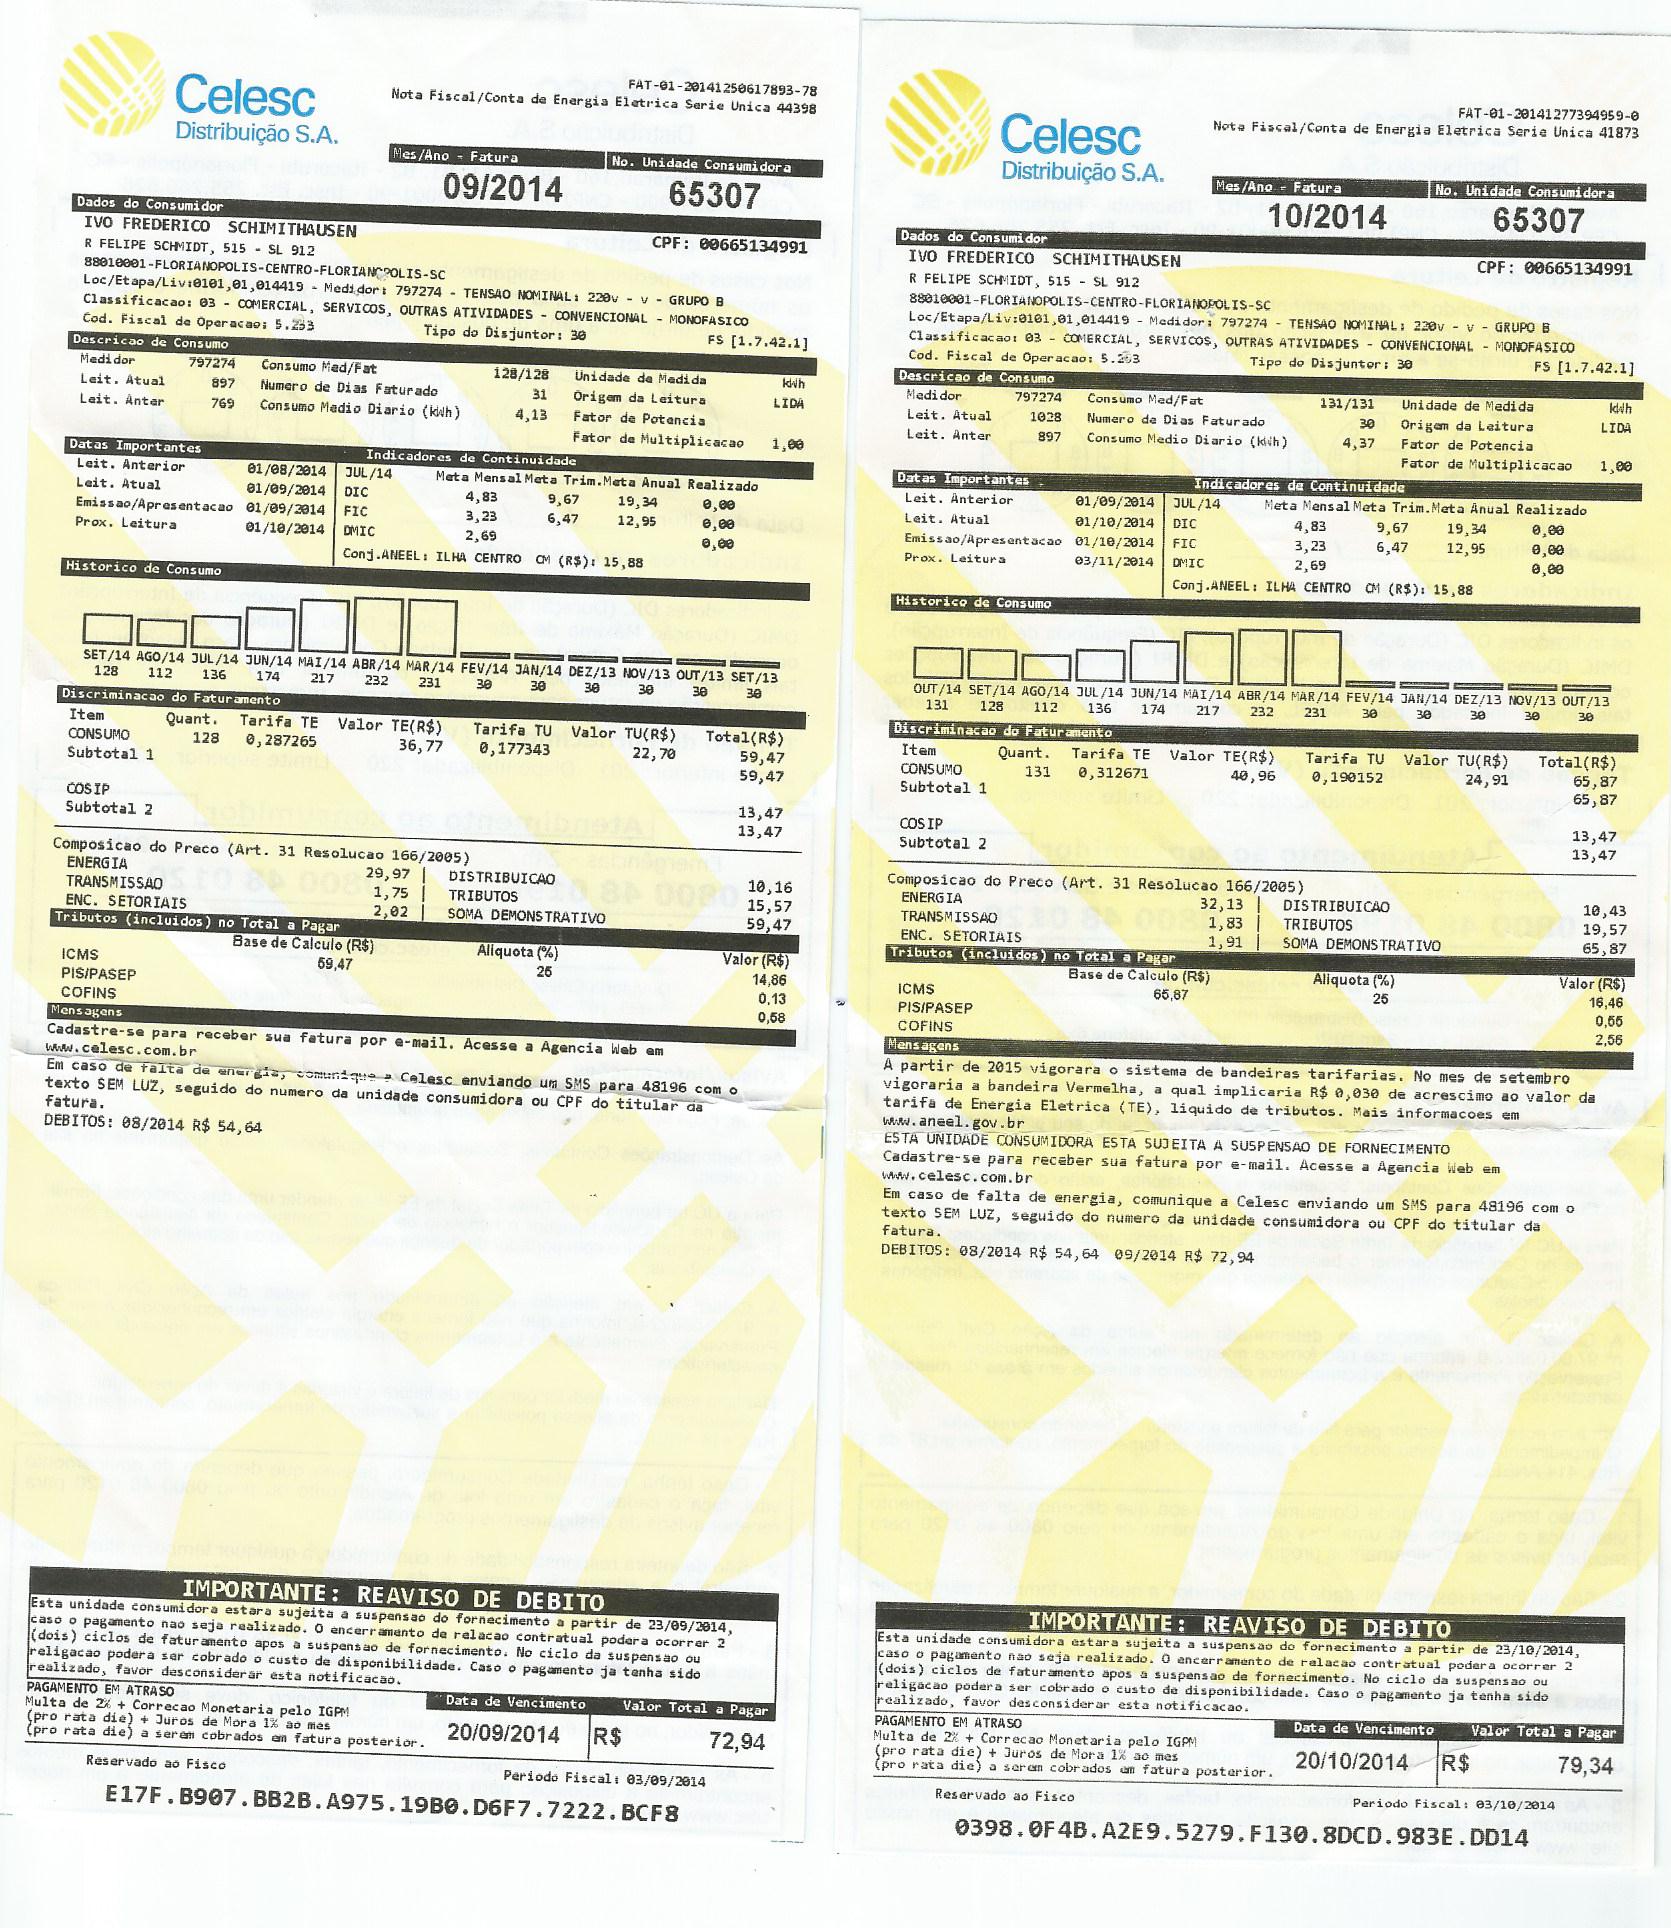 Celesc
Distribuição S.A.
FAT-01-20141250617893-78
Nota Fiscal/Conta de Energia Eletrica Serie Unica 44398
Mes/Ano - Fatura No. Unidade Consumidora
09/2014 65307
Dados do Consumidor
IVO FREDERICO SCHIMITHAUSEN CPF: 00665134991
R FELIPE SCHMIDT, 515 - SL 912
88010001-FLORIANOPOLIS-CENTRO-FLORIANOPOLIS-SC
Loc/Etapa/Liv:0101,01,014419 - Medidor: 797274 - TENSAO NOMINAL: 220v - v - GRUPO B
Classificacao: 03 - COMERCIAL, SERVICOS, OUTRAS ATIVIDADES - CONVENCIONAL - MONOFASICO
Cod. Fiscal de Operacao: 5.253 Tipo do Disjuntor: 30 FS [1.7.42.1]
Descricao de Consumo
Medidor 797274 Consumo Med/Fat 128/128 Unidade de Medida kWh
Leit. Atual 897 Numero de Dias Faturado 31 Origem da Leitura LIDA
Leit. Anter 769 Consumo Medio Diario (kWh) 4,13 Fator de Potencia
Fator de Multiplicacao 1,00
Datas Importantes Indicadores de Continuidade
Leit. Anterior 01/08/2014 JUL/14 Meta Mensal Meta Trim. Meta Anual Realizado
Leit. Atual 01/09/2014 DIC 4,83 9,67 19,34 0,00
Emissao/Apresentacao 01/09/2014 FIC 3,23 6,47 12,95 0,00
Prox. Leitura 01/10/2014 DMIC 2,69 0,00
Conj.ANEEL: ILHA CENTRO CM (R$): 15,88
Historico de Consumo
SET/14 AGO/14 JUL/14 JUN/14 MAI/14 ABR/14 MAR/14 FEV/14 JAN/14 DEZ/13 NOV/13 OUT/13 SET/13
128 112 136 174 217 232 231 30 30 30 30 30 30
Discriminacao do Faturamento
Item Quant. Tarifa TE Valor TE(R$) Tarifa TU Valor TU(R$) Total(R$)
CONSUMO 128 0,287265 36,77 0,177343 22,70 59,47
Subtotal 1 59,47
COSIP 13,47
Subtotal 2 13,47
Composicao do Preco (Art. 31 Resolucao 166/2005)
ENERGIA 29,97 DISTRIBUICAO 10,16
TRANSMISSAO 1,75 TRIBUTOS 15,57
ENC. SETORIAIS 2,02 SOMA DEMONSTRATIVO 59,47
Tributos (incluidos) no Total a Pagar
Base de Calculo (R$) Aliquota (%) Valor (R$)
ICMS 59,47 25 14,86
PIS/PASEP 0,13
COFINS 0,58
Mensagens
Cadastre-se para receber sua fatura por e-mail. Acesse a Agencia Web em
www.celesc.com.br
Em caso de falta de energia, comunique a Celesc enviando um SMS para 48196 com o
texto SEM LUZ, seguido do numero da unidade consumidora ou CPF do titular da
fatura.
DEBITOS: 08/2014 R$ 54,64
IMPORTANTE: REAVISO DE DEBITO
Esta unidade consumidora estara sujeita a suspensao do fornecimento a partir de 23/09/2014,
caso o pagamento nao seja realizado. O encerramento de relacao contratual podera ocorrer 2
(dois) ciclos de faturamento apos a suspensao de fornecimento. No ciclo da suspensao ou
religacao podera ser cobrado o custo de disponibilidade. Caso o pagamento ja tenha sido
realizado, favor desconsiderar esta notificacao.
PAGAMENTO EM ATRASO
Multa de 2% + Correcao Monetaria pelo IGPM
(pro rata die) + Juros de Mora 1% ao mes
(pro rata die) a serem cobrados em fatura posterior.
Data de Vencimento Valor Total a Pagar
20/09/2014 R$ 72,94
Reservado ao Fisco Periodo Fiscal: 03/09/2014
E17F.B907.BB2B.A975.19B0.D6F7.7222.BCF8
Celesc
Distribuição S.A.
FAT-01-20141277394959-0
Nota Fiscal/Conta de Energia Eletrica Serie Unica 41873
Mes/Ano - Fatura No. Unidade Consumidora
10/2014 65307
Dados do Consumidor
IVO FREDERICO SCHIMITHAUSEN CPF: 00665134991
R FELIPE SCHMIDT, 515 - SL 912
88010001-FLORIANOPOLIS-CENTRO-FLORIANOPOLIS-SC
Loc/Etapa/Liv:0101,01,014419 - Medidor: 797274 - TENSAO NOMINAL: 220v - v - GRUPO B
Classificacao: 03 - COMERCIAL, SERVICOS, OUTRAS ATIVIDADES - CONVENCIONAL - MONOFASICO
Cod. Fiscal de Operacao: 5.253 Tipo do Disjuntor: 30 FS [1.7.42.1]
Descricao de Consumo
Medidor 797274 Consumo Med/Fat 131/131 Unidade de Medida kWh
Leit. Atual 1028 Numero de Dias Faturado 30 Origem da Leitura LIDA
Leit. Anter 897 Consumo Medio Diario (kWh) 4,37 Fator de Potencia
Fator de Multiplicacao 1,00
Datas Importantes Indicadores de Continuidade
Leit. Anterior 01/09/2014 JUL/14 Meta Mensal Meta Trim. Meta Anual Realizado
Leit. Atual 01/10/2014 DIC 4,83 9,67 19,34 0,00
Emissao/Apresentacao 01/10/2014 FIC 3,23 6,47 12,95 0,00
Prox. Leitura 03/11/2014 DMIC 2,69 0,00
Conj.ANEEL: ILHA CENTRO CM (R$): 15,88
Historico de Consumo
OUT/14 SET/14 AGO/14 JUL/14 JUN/14 MAI/14 ABR/14 MAR/14 FEV/14 JAN/14 DEZ/13 NOV/13 OUT/13
131 128 112 136 174 217 232 231 30 30 30 30 30
Discriminacao do Faturamento
Item Quant. Tarifa TE Valor TE(R$) Tarifa TU Valor TU(R$) Total(R$)
CONSUMO 131 0,312671 40,96 0,190152 24,91 65,87
Subtotal 1 65,87
COSIP 13,47
Subtotal 2 13,47
Composicao do Preco (Art. 31 Resolucao 166/2005)
ENERGIA 32,13 DISTRIBUICAO 10,43
TRANSMISSAO 1,83 TRIBUTOS 19,57
ENC. SETORIAIS 1,91 SOMA DEMONSTRATIVO 65,87
Tributos (incluidos) no Total a Pagar
Base de Calculo (R$) Aliquota (%) Valor (R$)
ICMS 65,87 25 16,46
PIS/PASEP 0,55
COFINS 2,56
Mensagens
A partir de 2015 vigorara o sistema de bandeiras tarifarias. No mes de setembro
vigoraria a bandeira Vermelha, a qual implicaria R$ 0,030 de acrescimo ao valor da
tarifa de Energia Eletrica (TE), liquido de tributos. Mais informacoes em
www.aneel.gov.br
ESTA UNIDADE CONSUMIDORA ESTA SUJEITA A SUSPENSAO DE FORNECIMENTO
Cadastre-se para receber sua fatura por e-mail. Acesse a Agencia Web em
www.celesc.com.br
Em caso de falta de energia, comunique a Celesc enviando um SMS para 48196 com o
texto SEM LUZ, seguido do numero da unidade consumidora ou CPF do titular da
fatura.
DEBITOS: 08/2014 R$ 54,64 09/2014 R$ 72,94
IMPORTANTE: REAVISO DE DEBITO
Esta unidade consumidora estara sujeita a suspensao do fornecimento a partir de 23/10/2014,
caso o pagamento nao seja realizado. O encerramento de relacao contratual podera ocorrer 2
(dois) ciclos de faturamento apos a suspensao de fornecimento. No ciclo da suspensao ou
religacao podera ser cobrado o custo de disponibilidade. Caso o pagamento ja tenha sido
realizado, favor desconsiderar esta notificacao.
PAGAMENTO EM ATRASO
Multa de 2% + Correcao Monetaria pelo IGPM
(pro rata die) + Juros de Mora 1% ao mes
(pro rata die) a serem cobrados em fatura posterior.
Data de Vencimento Valor Total a Pagar
20/10/2014 R$ 79,34
Reservado ao Fisco Periodo Fiscal: 03/10/2014
0398.0F4B.A2E9.5279.F130.8DCD.983E.DD14